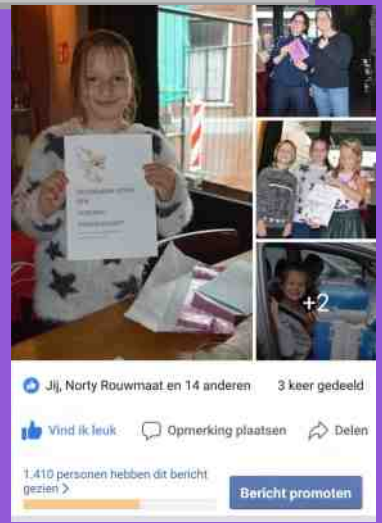 +2
Jij, Norty Rouwmaat en 14 anderen 3 keer gedeeld
Vind ik leuk Opmerking plaatsen Delen
1.410 personen hebben dit bericht
gezien >
Bericht promoten